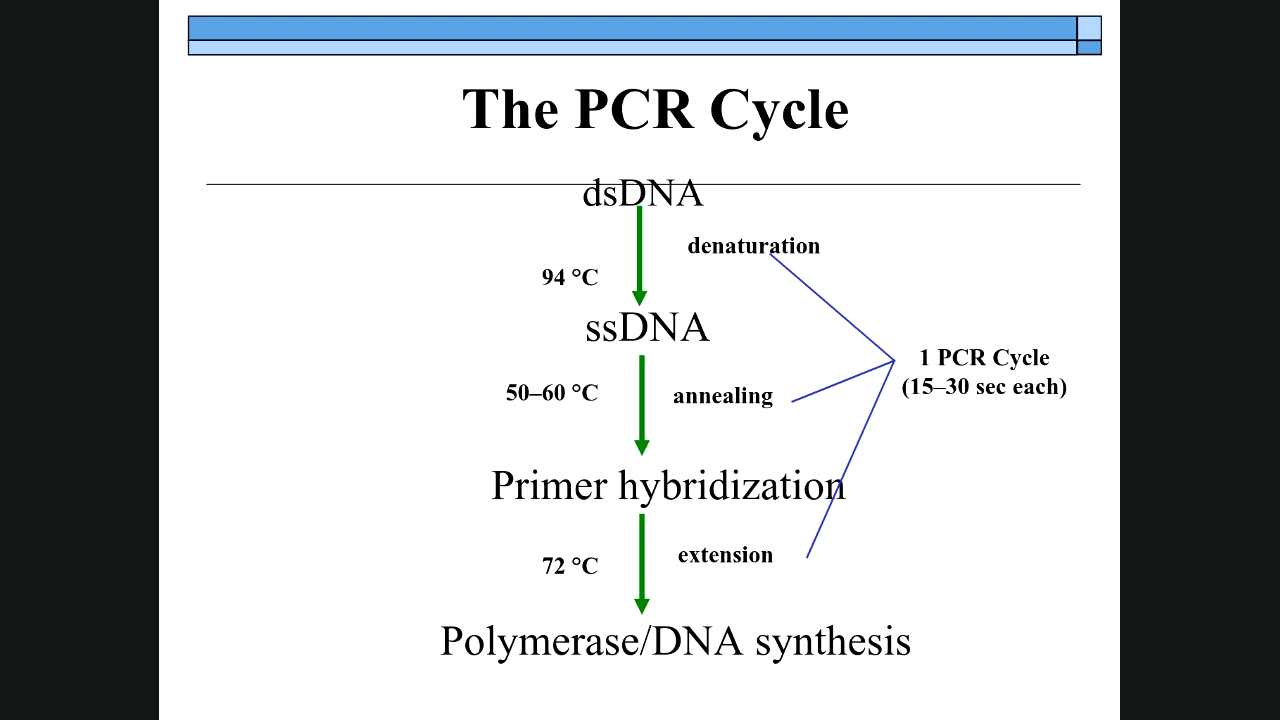 The PCR Cycle
dsDNA
denaturation
94 °C
ssDNA
1 PCR Cycle
(15–30 sec each)
50–60 °C
annealing
Primer hybridization
extension
72 °C
Polymerase/DNA synthesis